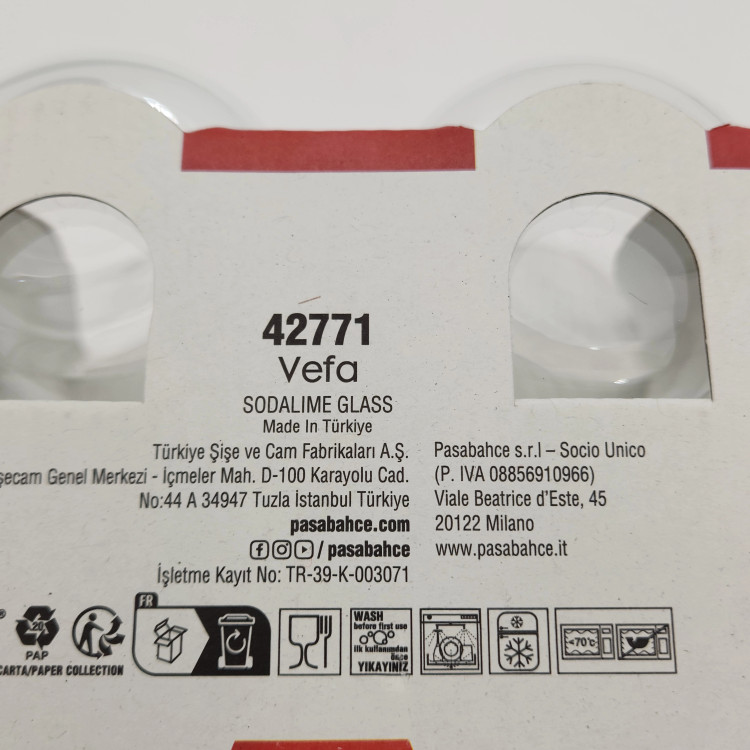 42771
Vefa
SODALIME GLASS
Made In Türkiye
Türkiye Şişe ve Cam Fabrikaları A.Ş.
Genel Merkezi - İçmeler Mah. D-100 Karayolu Cad.
No:44 A 34947 Tuzla İstanbul Türkiye
pasabahce.com
/ pasabahce
İşletme Kayıt No: TR-39-K-003071
Pasabahce s.r.l – Socio Unico
(P. IVA 08856910966)
Viale Beatrice d'Este, 45
20122 Milano
www.pasabahce.it
®
20
PAP
CARTA/PAPER COLLECTION
FR
WASH
before first use
ilk kullanımdan
önce
YIKAYINIZ
<70°C